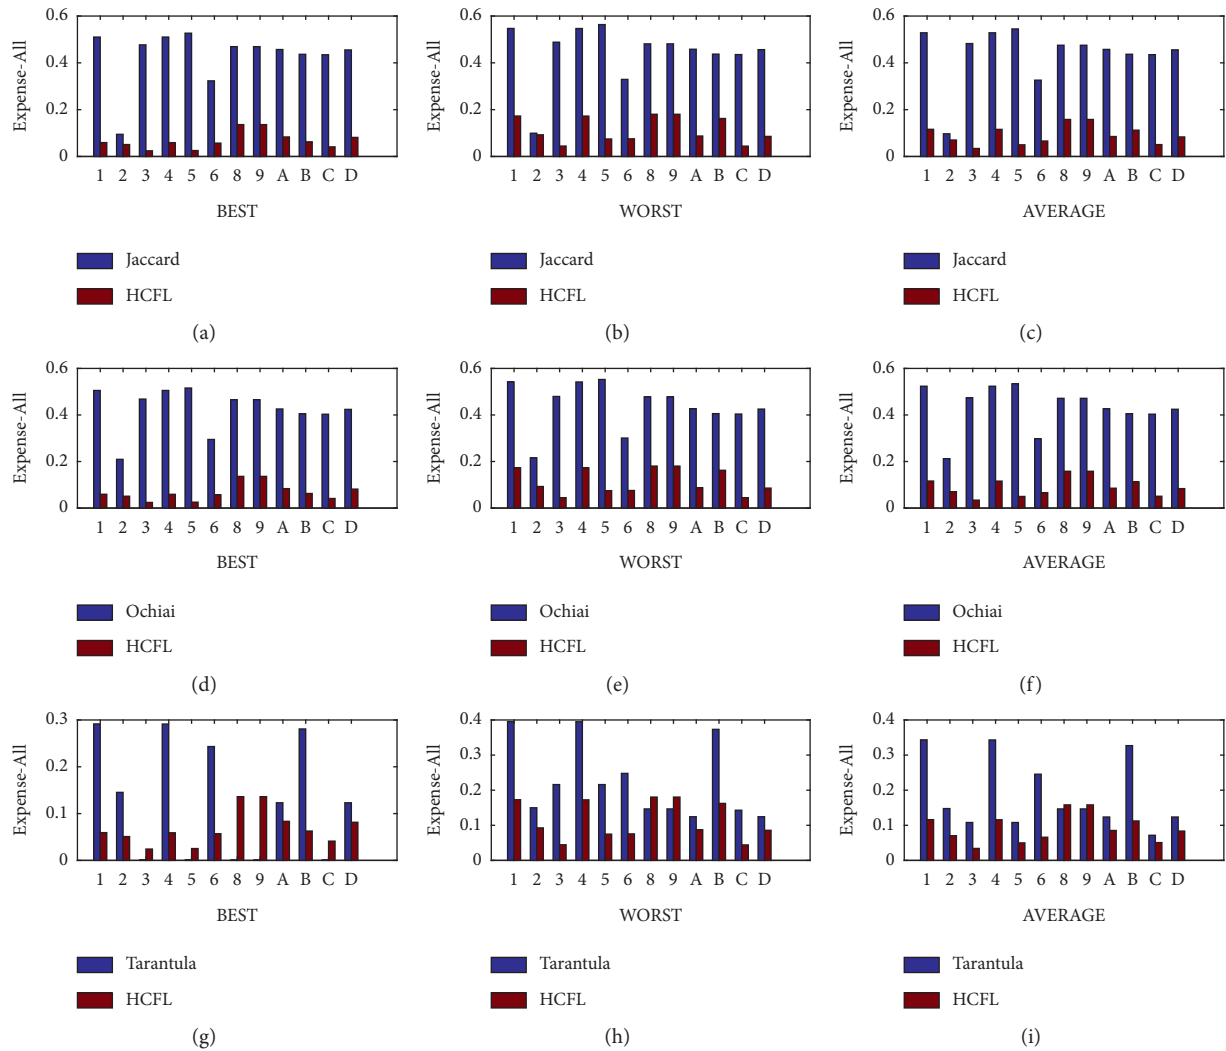 Expense-All
0.6
0.4
0.2
0
1 2 3 4 5 6 8 9 A B C D
BEST
Jaccard
HCFL
(a)
Expense-All
0.6
0.4
0.2
0
1 2 3 4 5 6 8 9 A B C D
WORST
Jaccard
HCFL
(b)
Expense-All
0.6
0.4
0.2
0
1 2 3 4 5 6 8 9 A B C D
AVERAGE
Jaccard
HCFL
(c)
Expense-All
0.6
0.4
0.2
0
1 2 3 4 5 6 8 9 A B C D
BEST
Ochiai
HCFL
(d)
Expense-All
0.6
0.4
0.2
0
1 2 3 4 5 6 8 9 A B C D
WORST
Ochiai
HCFL
(e)
Expense-All
0.6
0.4
0.2
0
1 2 3 4 5 6 8 9 A B C D
AVERAGE
Ochiai
HCFL
(f)
Expense-All
0.3
0.2
0.1
0
1 2 3 4 5 6 8 9 A B C D
BEST
Tarantula
HCFL
(g)
Expense-All
0.4
0.3
0.2
0.1
0
1 2 3 4 5 6 8 9 A B C D
WORST
Tarantula
HCFL
(h)
Expense-All
0.4
0.3
0.2
0.1
0
1 2 3 4 5 6 8 9 A B C D
AVERAGE
Tarantula
HCFL
(i)